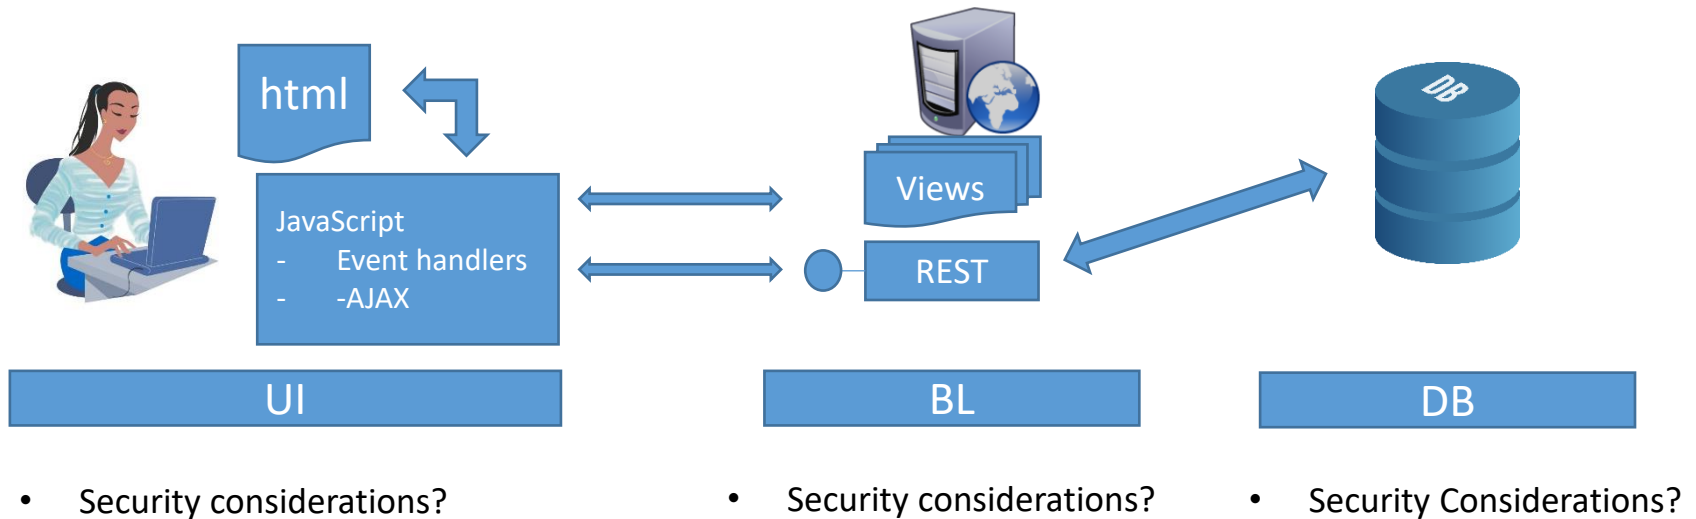 html
JavaScript
- Event handlers
- -AJAX
Views
REST
DB
UI
BL
DB
• Security considerations?
• Security considerations?
• Security Considerations?